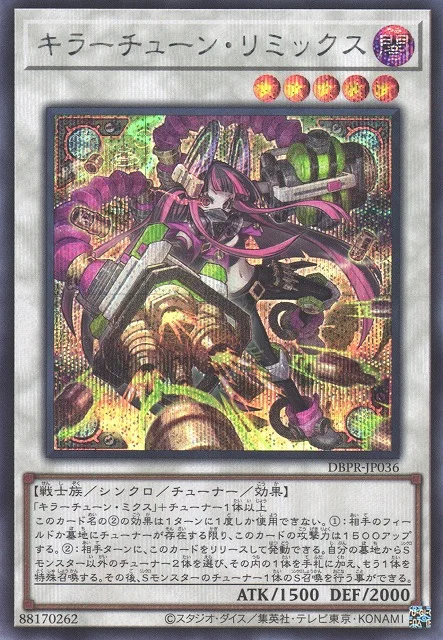 キラーチューン・リミックス
DBPR-JP036
【戦士族／シンクロ／チューナー／効果】
「キラーチューン・ミクス」＋チューナー1体以上
このカード名の②の効果は1ターンに1度しか使用できない。①：相手のフィー
ルドか墓地にチューナーが存在する限り、このカードの攻撃力は1500アップ
する。②：相手ターンに、このカードをリリースして発動できる。自分の墓地からS
モンスター以外のチューナー2体を選び、その内の1体を手札に加え、もう1体を
特殊召喚する。その後、Sモンスターのチューナー1体のS召喚を行う事ができる。
ATK/1500 DEF/2000
88170262 ©スタジオ・ダイス／集英社・テレビ東京・KONAMI